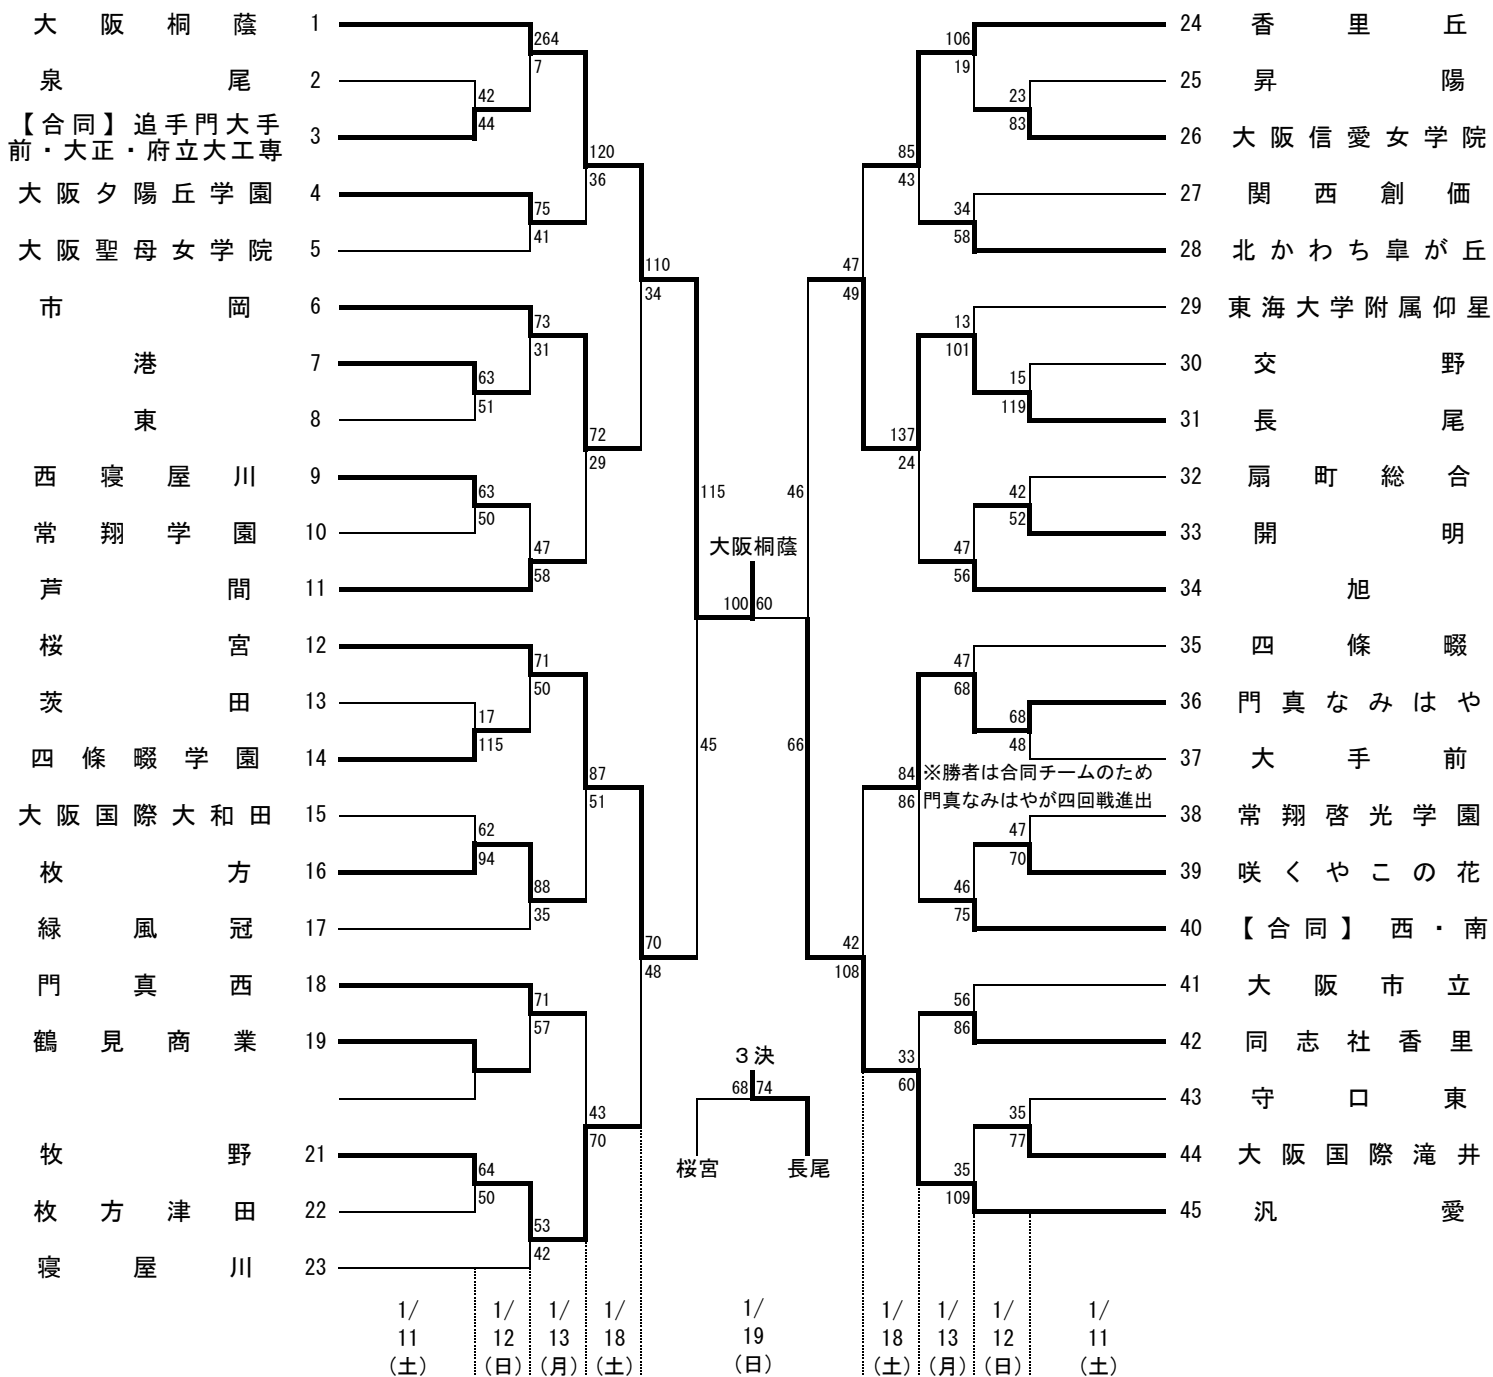 大阪桐蔭 1
泉尾 2
【合同】追手門大手
前・大正・府立大工専 3
大阪夕陽丘学園 4
大阪聖母女学院 5
市岡 6
港 7
東 8
西寝屋川 9
常翔学園 10
芦間 11
桜宮 12
茨田 13
四條畷学園 14
大阪国際大和田 15
枚方 16
緑風冠 17
門真西 18
鶴見商業 19
牧野 21
枚方津田 22
寝屋川 23
264
7
42
44
120
36
75
41
110
34
73
31
63
51
72
29
63
50
47
58
115
45
71
50
17
115
87
51
62
94
88
35
70
48
71
57
43
70
64
50
53
42
大阪桐蔭
100 60
46
66
3決
68 74
桜宮 長尾
106
19
23
83
85
43
34
58
47
49
13
101
15
119
137
24
42
52
47
56
47
68
68
48
84
86
※勝者は合同チームのため
門真なみはやが四回戦進出
47
70
46
75
42
108
56
86
33
60
35
77
35
109
24 香里丘
25 昇陽
26 大阪信愛女学院
27 関西創価
28 北かわち皐が丘
29 東海大学附属仰星
30 交野
31 長尾
32 扇町総合
33 開明
34 旭
35 四條畷
36 門真なみはや
37 大手前
38 常翔啓光学園
39 咲くやこの花
40 【合同】 西・南
41 大阪市立
42 同志社香里
43 守口東
44 大阪国際滝井
45 汎愛
1/ 1/ 1/ 1/ 1/ 1/ 1/ 1/ 1/
11 12 13 18 19 18 13 12 11
(土) (日) (月) (土) (日) (土) (月) (日) (土)